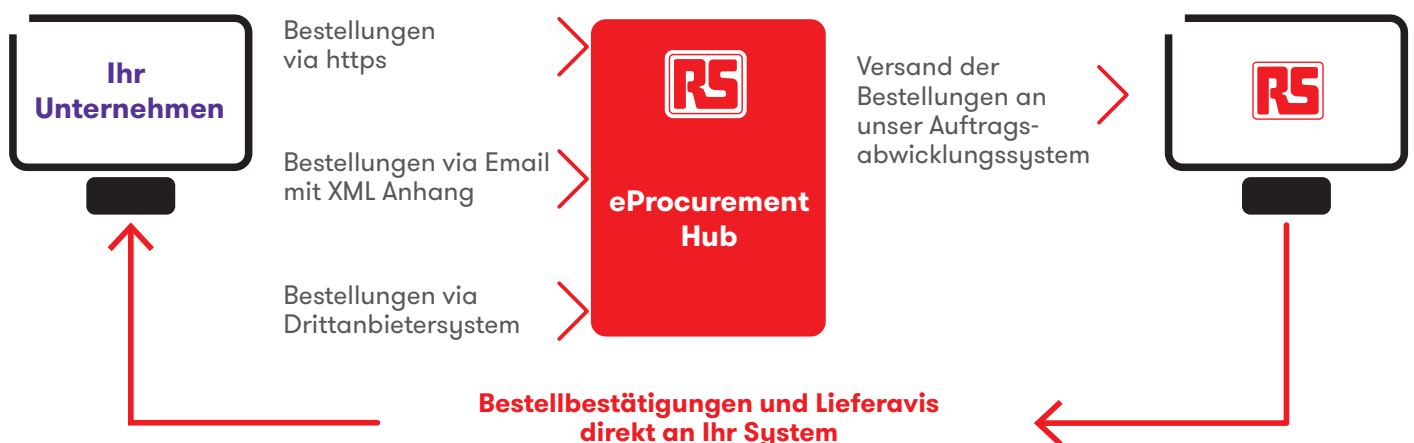 Ihr
Unternehmen
Bestellungen
via https
Bestellungen via Email
mit XML Anhang
Bestellungen via
Drittanbietersystem
RS
eProcurement
Hub
Versand der
Bestellungen an
unser Auftrags-
abwicklungssystem
RS
Bestellbestätigungen und Lieferavis
direkt an Ihr System